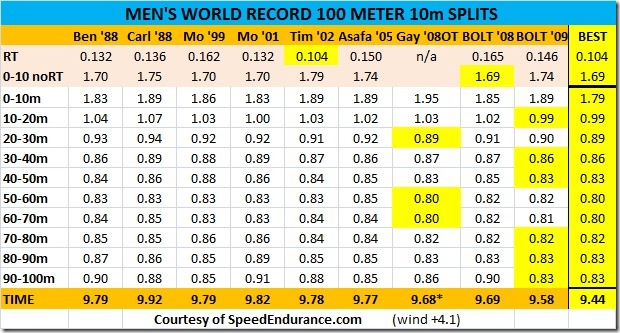 MEN'S WORLD RECORD 100 METER 10m SPLITS
Ben '88 Carl '88 Mo '99 Mo '01 Tim '02 Asafa '05 Gay '08OT BOLT '08 BOLT '09 BEST
RT 0.132 0.136 0.162 0.132 0.104 0.150 n/a 0.165 0.146 0.104
0-10 noRT 1.70 1.75 1.70 1.70 1.79 1.74 1.69 1.74 1.69
0-10m 1.83 1.89 1.86 1.83 1.89 1.89 1.95 1.85 1.89 1.79
10-20m 1.04 1.07 1.03 1.00 1.03 1.02 1.03 1.02 0.99 0.99
20-30m 0.93 0.94 0.92 0.92 0.91 0.92 0.89 0.91 0.90 0.89
30-40m 0.86 0.89 0.88 0.89 0.87 0.86 0.87 0.87 0.86 0.86
40-50m 0.84 0.86 0.88 0.86 0.84 0.85 0.84 0.85 0.83 0.83
50-60m 0.83 0.83 0.83 0.83 0.83 0.84 0.80 0.82 0.82 0.80
60-70m 0.84 0.85 0.83 0.83 0.84 0.84 0.80 0.82 0.81 0.80
70-80m 0.85 0.85 0.86 0.86 0.84 0.84 0.82 0.82 0.82 0.82
80-90m 0.87 0.86 0.85 0.89 0.85 0.85 0.82 0.83 0.83 0.83
90-100m 0.90 0.88 0.85 0.91 0.88 0.86 0.86 0.90 0.83 0.83
TIME 9.79 9.92 9.79 9.82 9.78 9.77 9.68* 9.69 9.58 9.44
Courtesy of SpeedEndurance.com (wind +4.1)